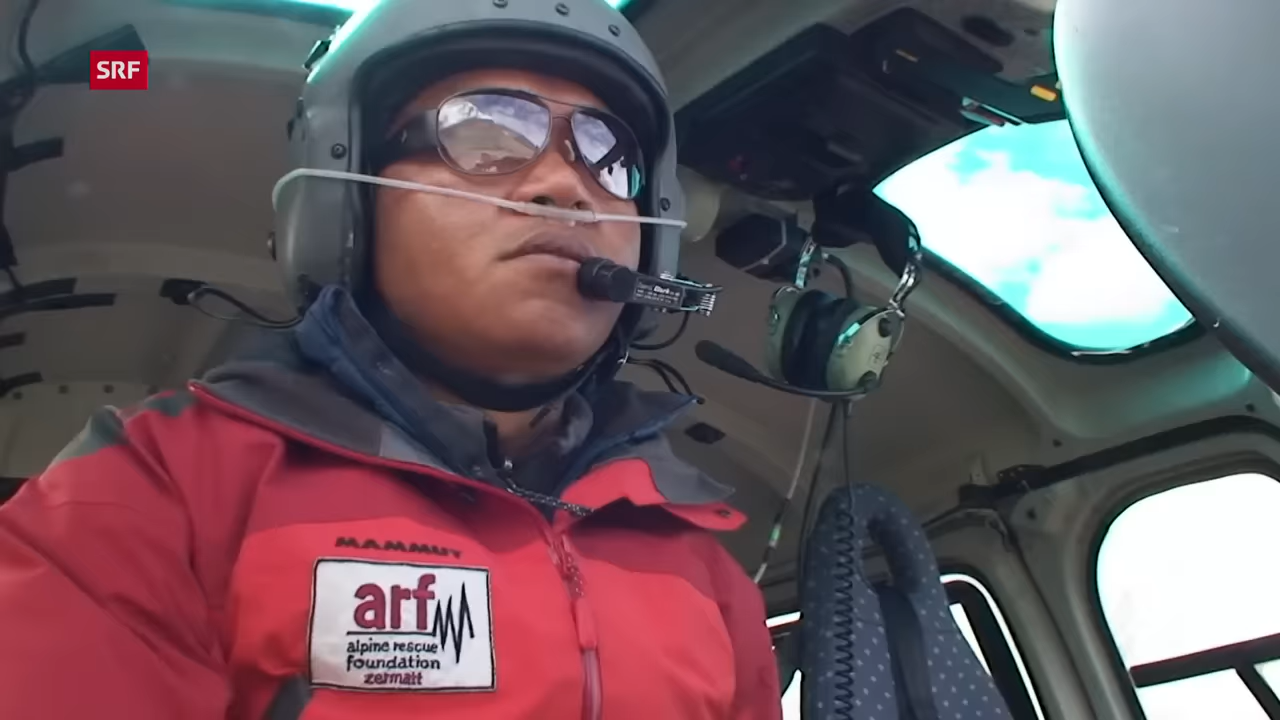 SRF
MAMMUT
arf
alpine rescue
foundation
zermatt